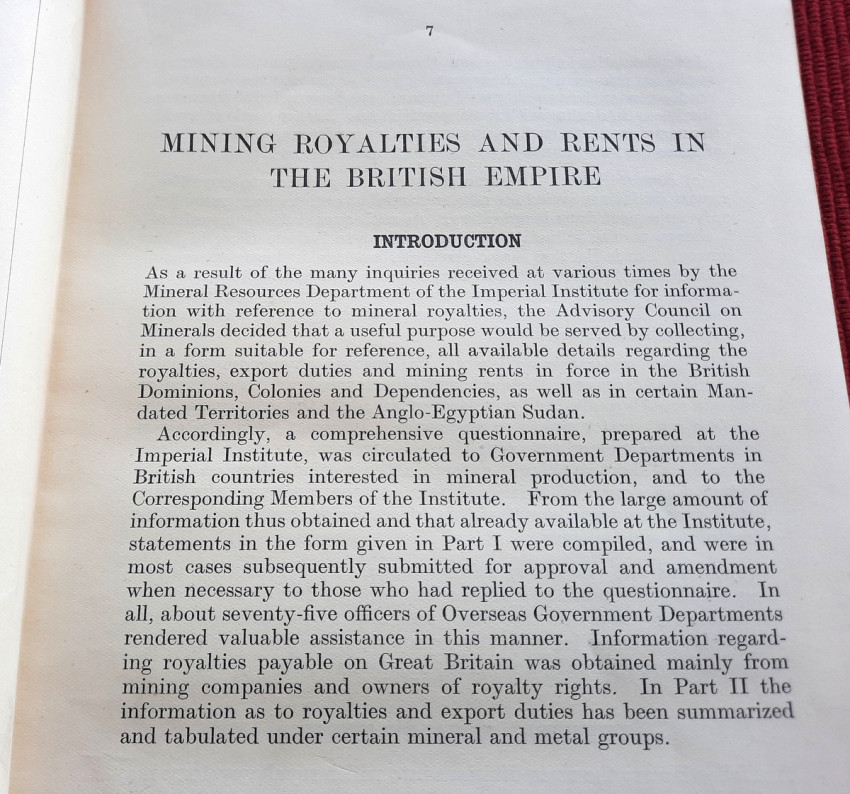 7
MINING ROYALTIES AND RENTS IN
THE BRITISH EMPIRE
INTRODUCTION
As a result of the many inquiries received at various times by the
Mineral Resources Department of the Imperial Institute for informa-
tion with reference to mineral royalties, the Advisory Council on
Minerals decided that a useful purpose would be served by collecting,
in a form suitable for reference, all available details regarding the
royalties, export duties and mining rents in force in the British
Dominions, Colonies and Dependencies, as well as in certain Man-
dated Territories and the Anglo-Egyptian Sudan.
Accordingly, a comprehensive questionnaire, prepared at the
Imperial Institute, was circulated to Government Departments in
British countries interested in mineral production, and to the
Corresponding Members of the Institute. From the large amount of
information thus obtained and that already available at the Institute,
statements in the form given in Part I were compiled, and were in
most cases subsequently submitted for approval and amendment
when necessary to those who had replied to the questionnaire. In
all, about seventy-five officers of Overseas Government Departments
rendered valuable assistance in this manner. Information regard-
ing royalties payable on Great Britain was obtained mainly from
mining companies and owners of royalty rights. In Part II the
information as to royalties and export duties has been summarized
and tabulated under certain mineral and metal groups.